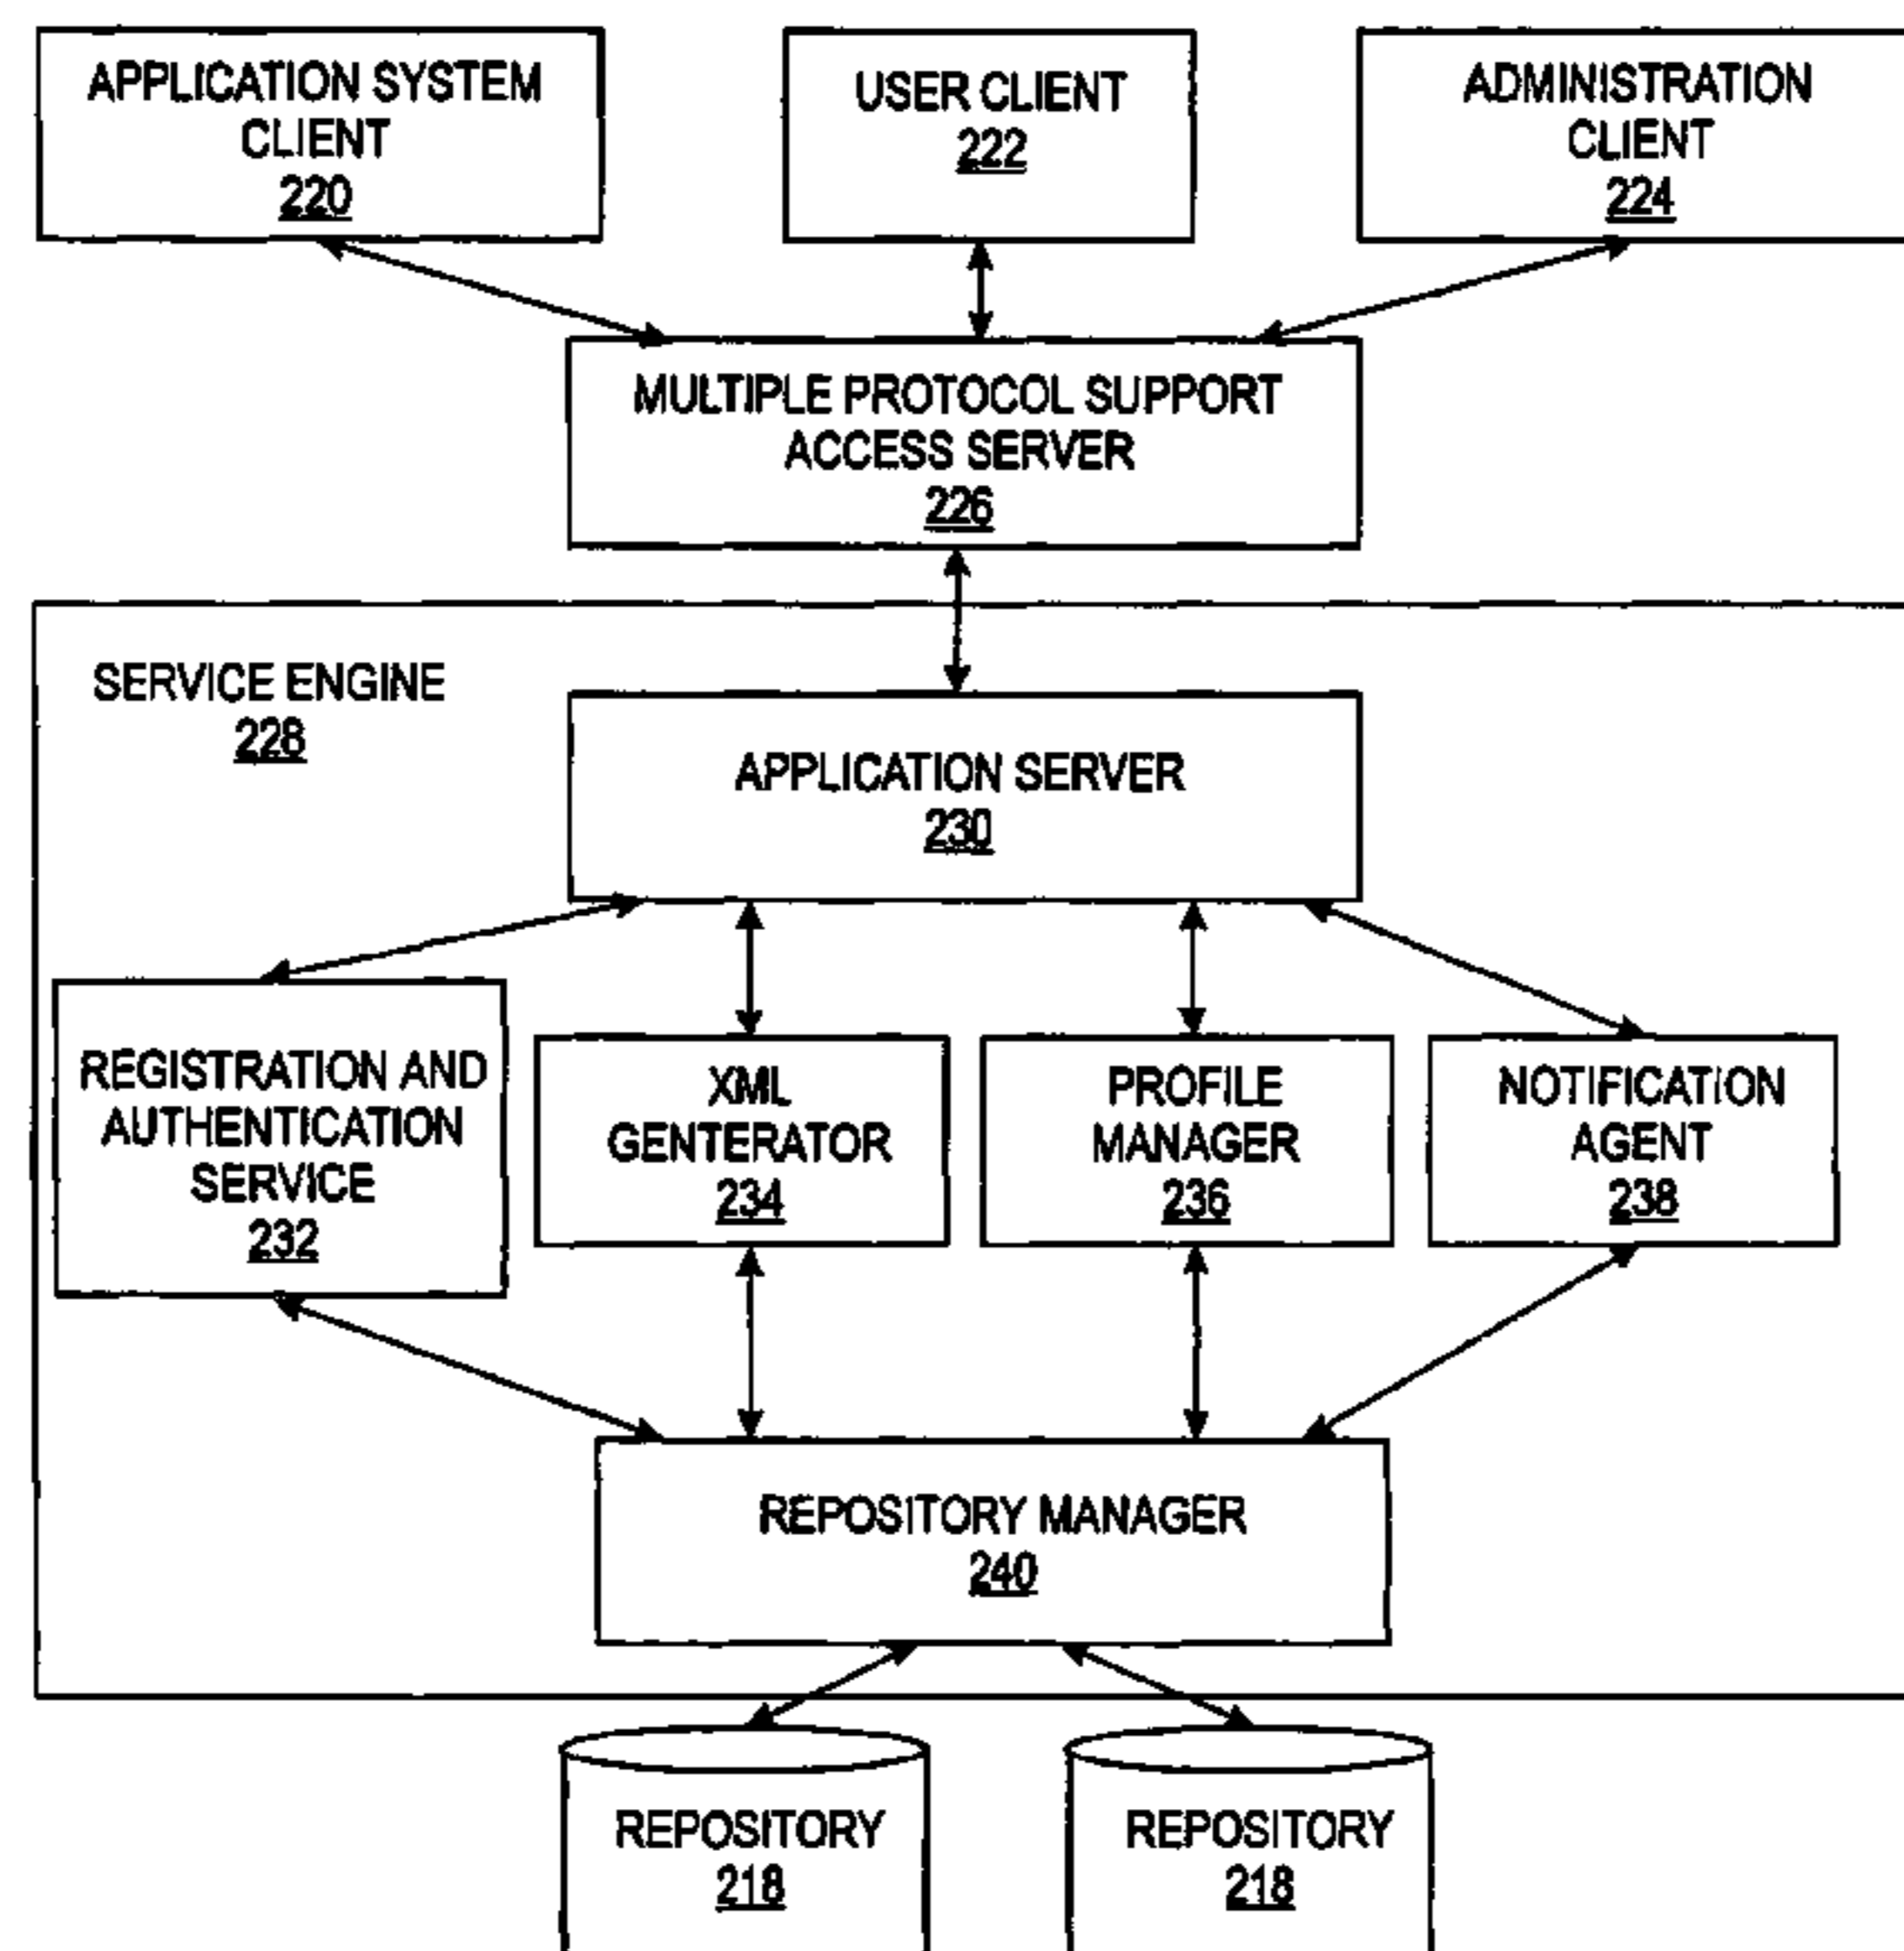 APPLICATION SYSTEM
CLIENT
220
USER CLIENT
222
ADMINISTRATION
CLIENT
224
MULTIPLE PROTOCOL SUPPORT
ACCESS SERVER
226
SERVICE ENGINE
228
APPLICATION SERVER
230
REGISTRATION AND
AUTHENTICATION
SERVICE
232
XML
GENTERATOR
234
PROFILE
MANAGER
236
NOTIFICATION
AGENT
238
REPOSITORY MANAGER
240
REPOSITORY
218
REPOSITORY
218